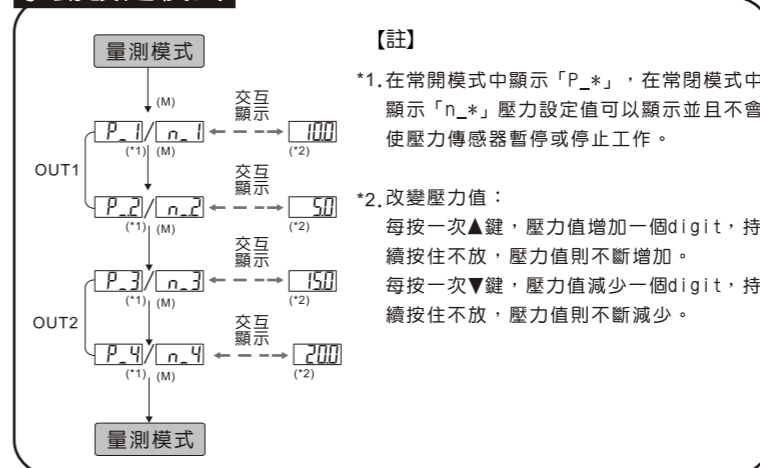 量測模式
(M)
交互
顯示
P_1/n_1 10.0
(*1) (M) (*2)
OUT1
交互
顯示
P_2/n_2 5.0
(*1) (M) (*2)
交互
顯示
P_3/n_3 15.0
(*1) (M) (*2)
OUT2
交互
顯示
P_4/n_4 20.0
(*1) (M) (*2)
量測模式
【註】
*1.在常開模式中顯示「P_*」，在常閉模式中
顯示「n_*」壓力設定值可以顯示並且不會
使壓力傳感器暫停或停止工作。
*2.改變壓力值：
每按一次▲鍵，壓力值增加一個digit，持
續按住不放，壓力值則不斷增加。
每按一次▼鍵，壓力值減少一個digit，持
續按住不放，壓力值則不斷減少。